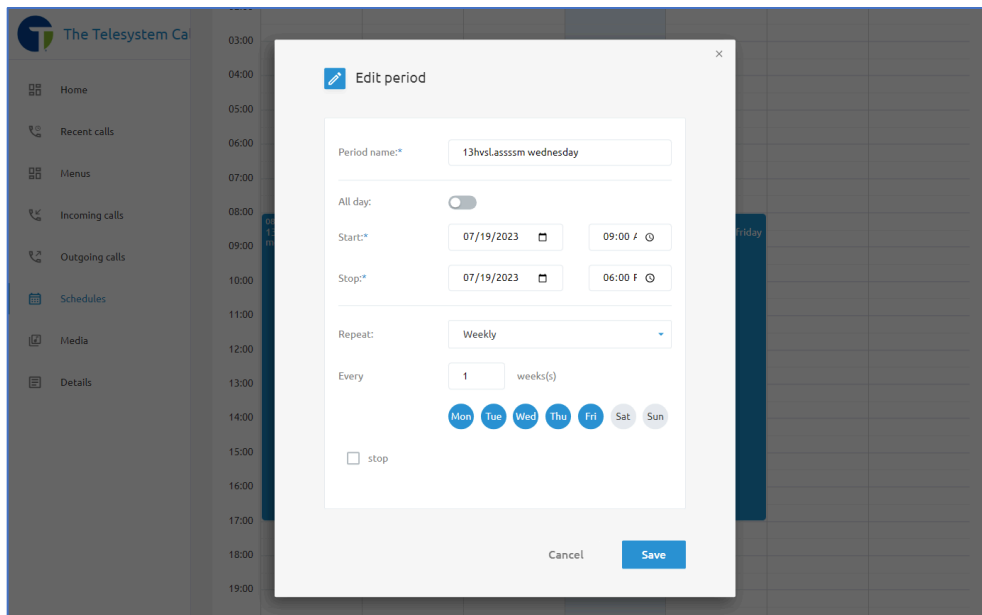 The Telesystem Ca
Home
Recent calls
Menus
Incoming calls
Outgoing calls
Schedules
Media
Details
03:00
04:00
05:00
06:00
07:00
08:00
09:00
10:00
11:00
12:00
13:00
14:00
15:00
16:00
17:00
18:00
19:00
friday
×
Edit period
Period name:* 13hvsl.assssm wednesday
All day:
Start:* 07/19/2023 09:00 A
Stop:* 07/19/2023 06:00 P
Repeat: Weekly
Every 1 weeks(s)
Mon Tue Wed Thu Fri Sat Sun
stop
Cancel Save